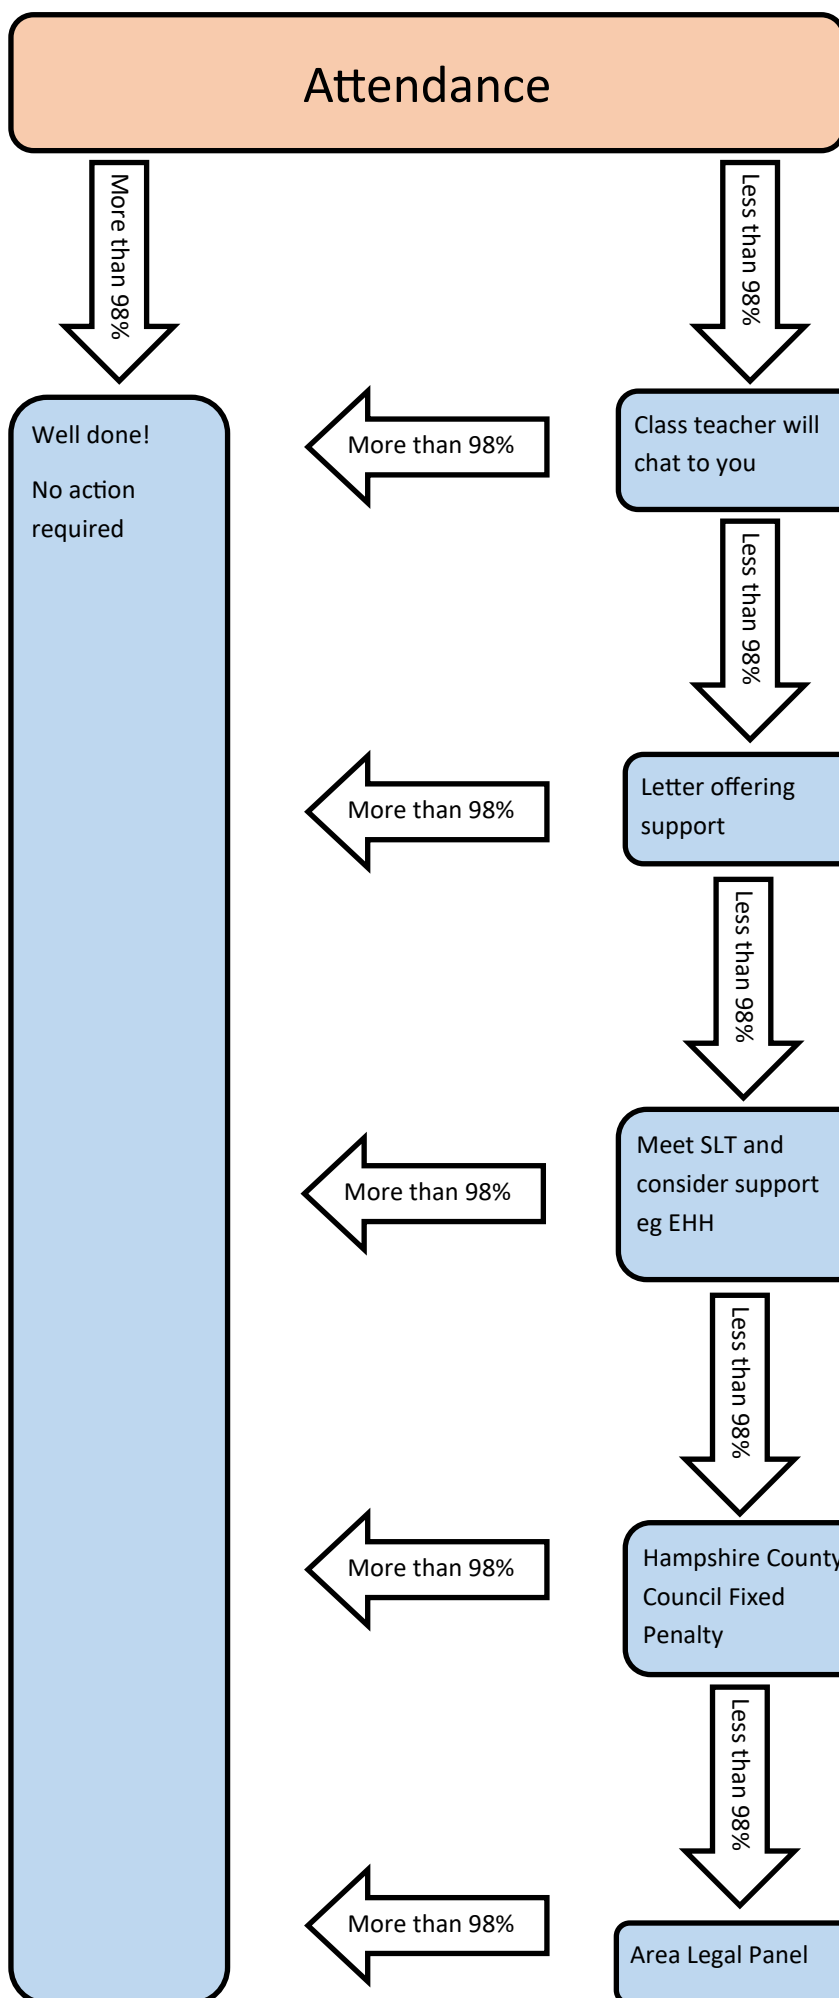 Attendance
More than 98%
Less than 98%
Well done!
No action
required
More than 98%
Class teacher will
chat to you
Less than 98%
More than 98%
Letter offering
support
Less than 98%
More than 98%
Meet SLT and
consider support
eg EHH
Less than 98%
More than 98%
Hampshire County
Council Fixed
Penalty
Less than 98%
More than 98%
Area Legal Panel